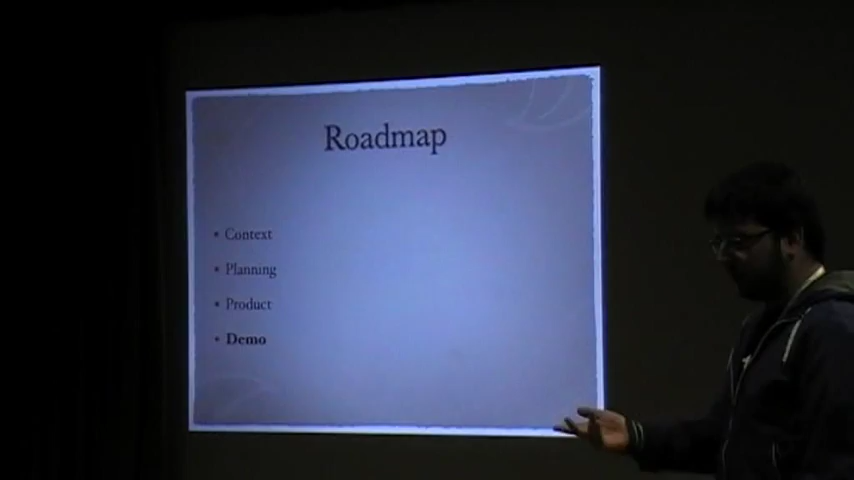 Roadmap
• Context
• Planning
• Product
• Demo